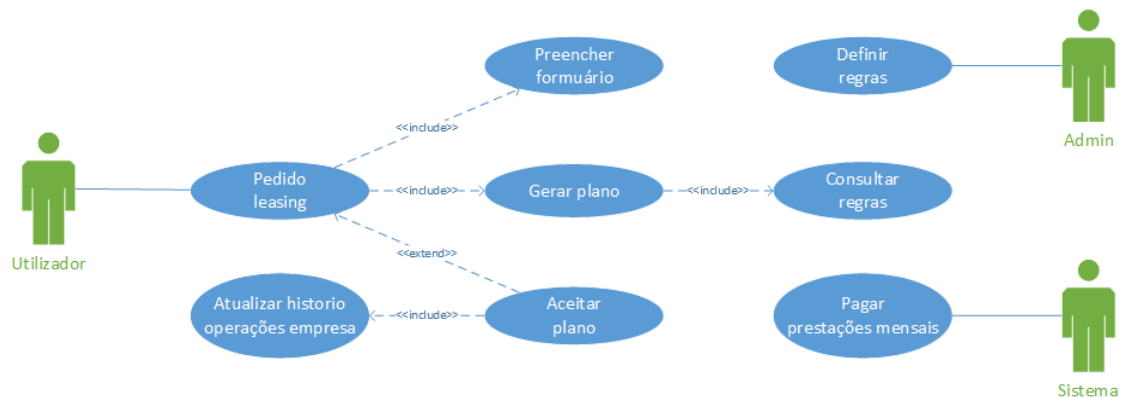 Preencher
formuário
Definir
regras
Admin
<<include>>
Utilizador
Pedido
leasing
<<include>>
Gerar plano
<<include>>
Consultar
regras
<<extend>>
Atualizar historio
operações empresa
<<include>>
Aceitar
plano
Pagar
prestações mensais
Sistema